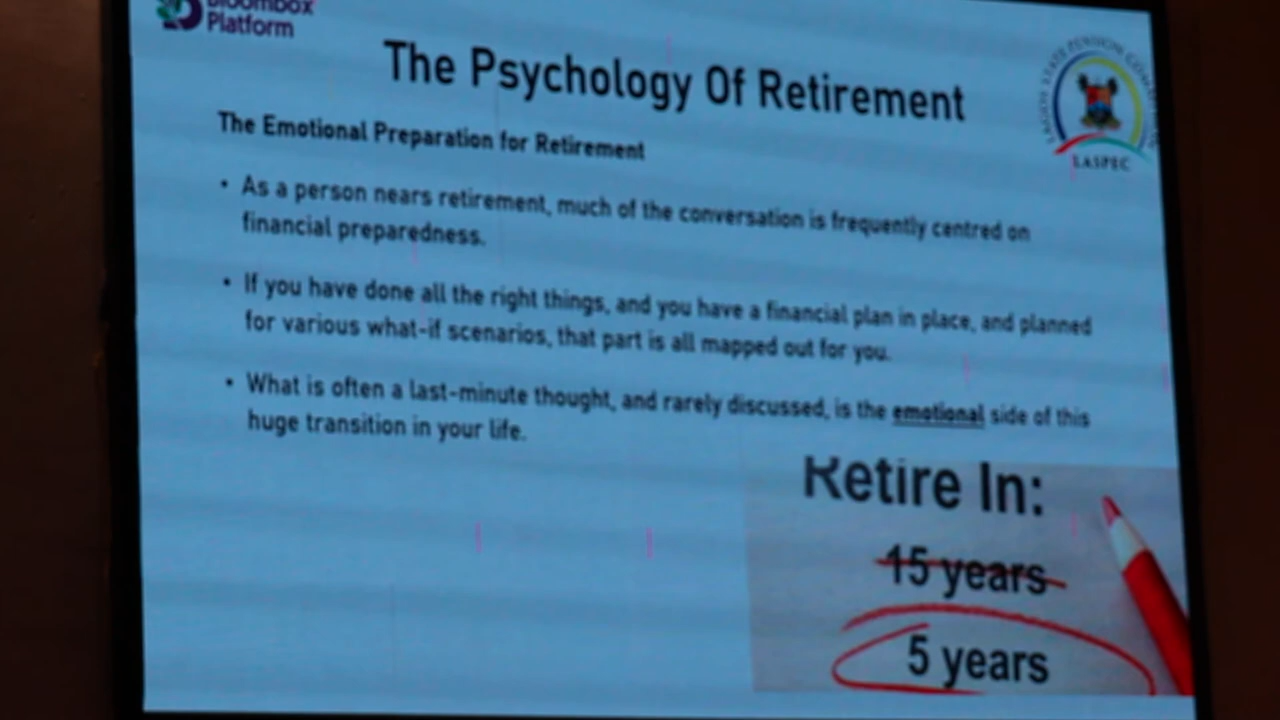 Platform
The Psychology Of Retirement
LAGOS STATE PENSION COMMISSION
LASPEC
The Emotional Preparation for Retirement
• As a person nears retirement, much of the conversation is frequently centred on
financial preparedness.
• If you have done all the right things, and you have a financial plan in place, and planned
for various what-if scenarios, that part is all mapped out for you.
• What is often a last-minute thought, and rarely discussed, is the emotional side of this
huge transition in your life.
Retire In:
15 years
5 years